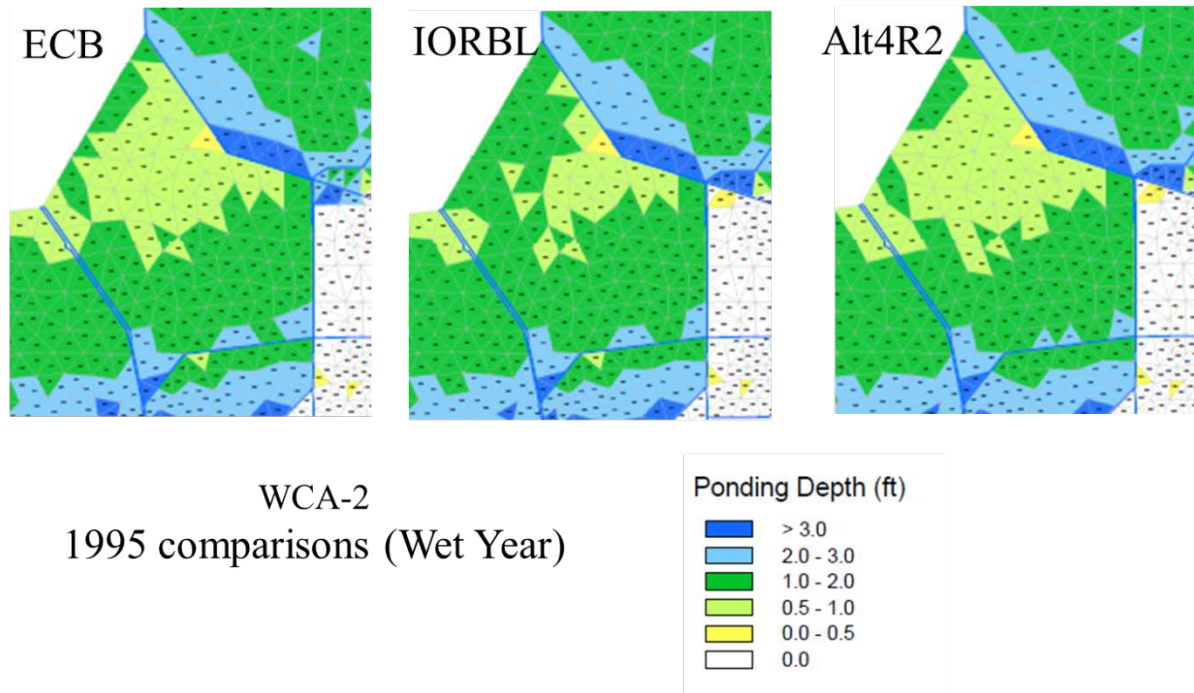 ECB
IORBL
Alt4R2
WCA-2
1995 comparisons (Wet Year)
Ponding Depth (ft)
> 3.0
2.0 - 3.0
1.0 - 2.0
0.5 - 1.0
0.0 - 0.5
0.0